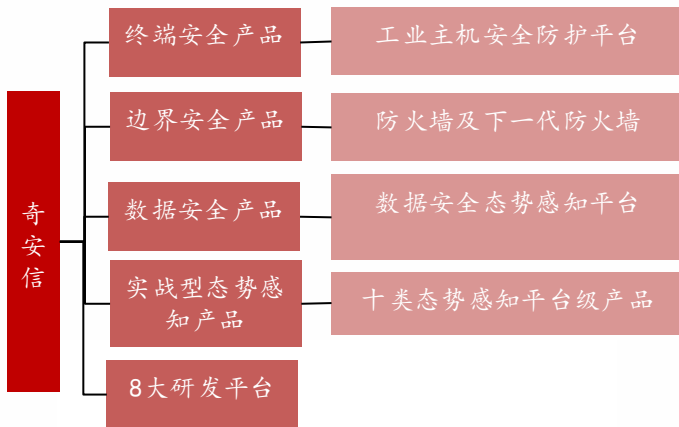 奇安信
终端安全产品
工业主机安全防护平台
边界安全产品
防火墙及下一代防火墙
数据安全产品
数据安全态势感知平台
实战型态势感
知产品
十类态势感知平台级产品
8大研发平台